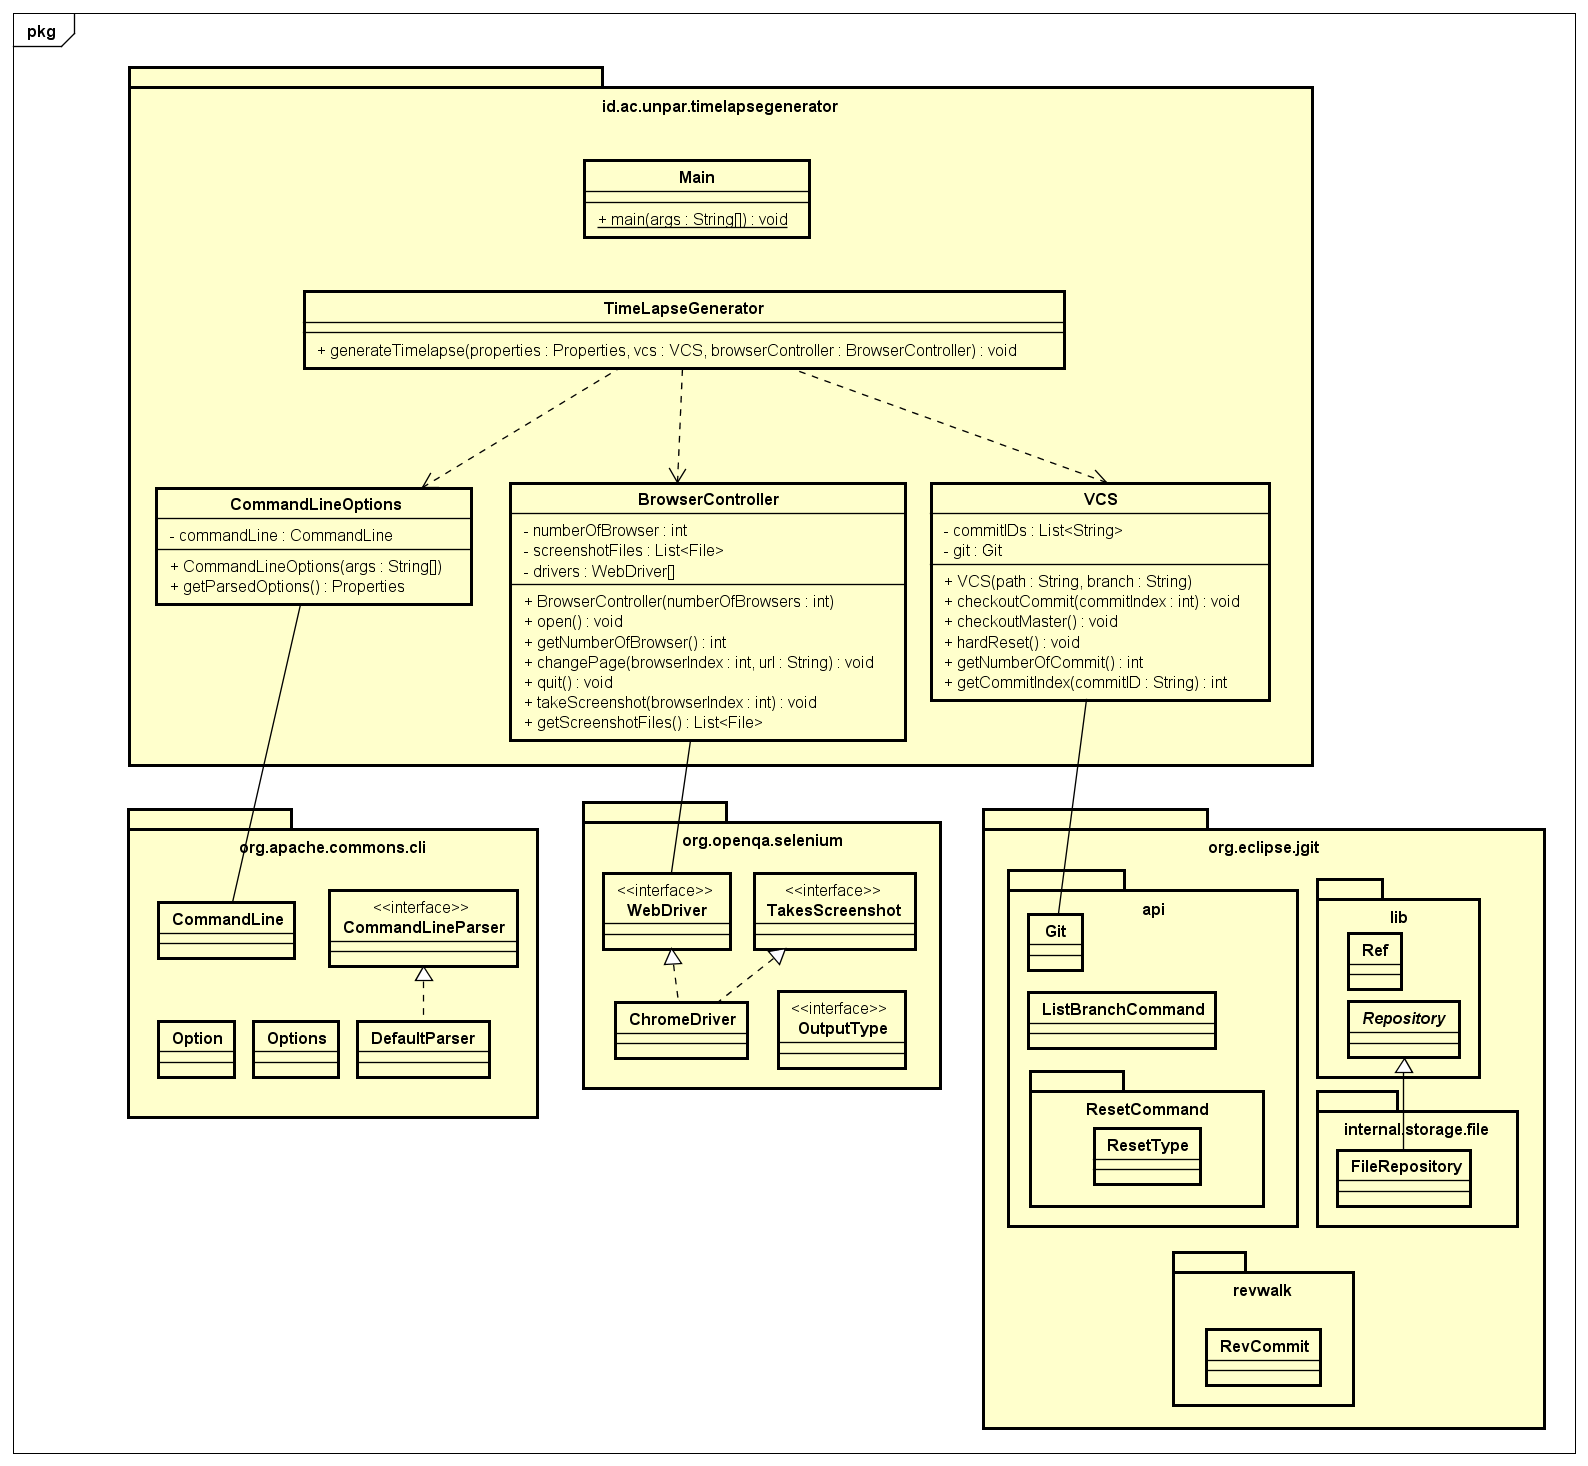 pkg
id.ac.unpar.timelapsegenerator
Main
+ main(args : String[]) : void
TimeLapseGenerator
+ generateTimelapse(properties : Properties, vcs : VCS, browserController : BrowserController) : void
CommandLineOptions
- commandLine : CommandLine
+ CommandLineOptions(args : String[])
+ getParsedOptions() : Properties
BrowserController
- numberOfBrowser : int
- screenshotFiles : List<File>
- drivers : WebDriver[]
+ BrowserController(numberOfBrowsers : int)
+ open() : void
+ getNumberOfBrowser() : int
+ changePage(browserIndex : int, url : String) : void
+ quit() : void
+ takeScreenshot(browserIndex : int) : void
+ getScreenshotFiles() : List<File>
VCS
- commitIDs : List<String>
- git : Git
+ VCS(path : String, branch : String)
+ checkoutCommit(commitIndex : int) : void
+ checkoutMaster() : void
+ hardReset() : void
+ getNumberOfCommit() : int
+ getCommitIndex(commitID : String) : int
org.apache.commons.cli
CommandLine
<<interface>>
CommandLineParser
Option
Options
DefaultParser
org.openqa.selenium
<<interface>>
WebDriver
<<interface>>
TakesScreenshot
ChromeDriver
<<interface>>
OutputType
org.eclipse.jgit
api
Git
ListBranchCommand
ResetCommand
ResetType
lib
Ref
Repository
internal.storage.file
FileRepository
revwalk
RevCommit